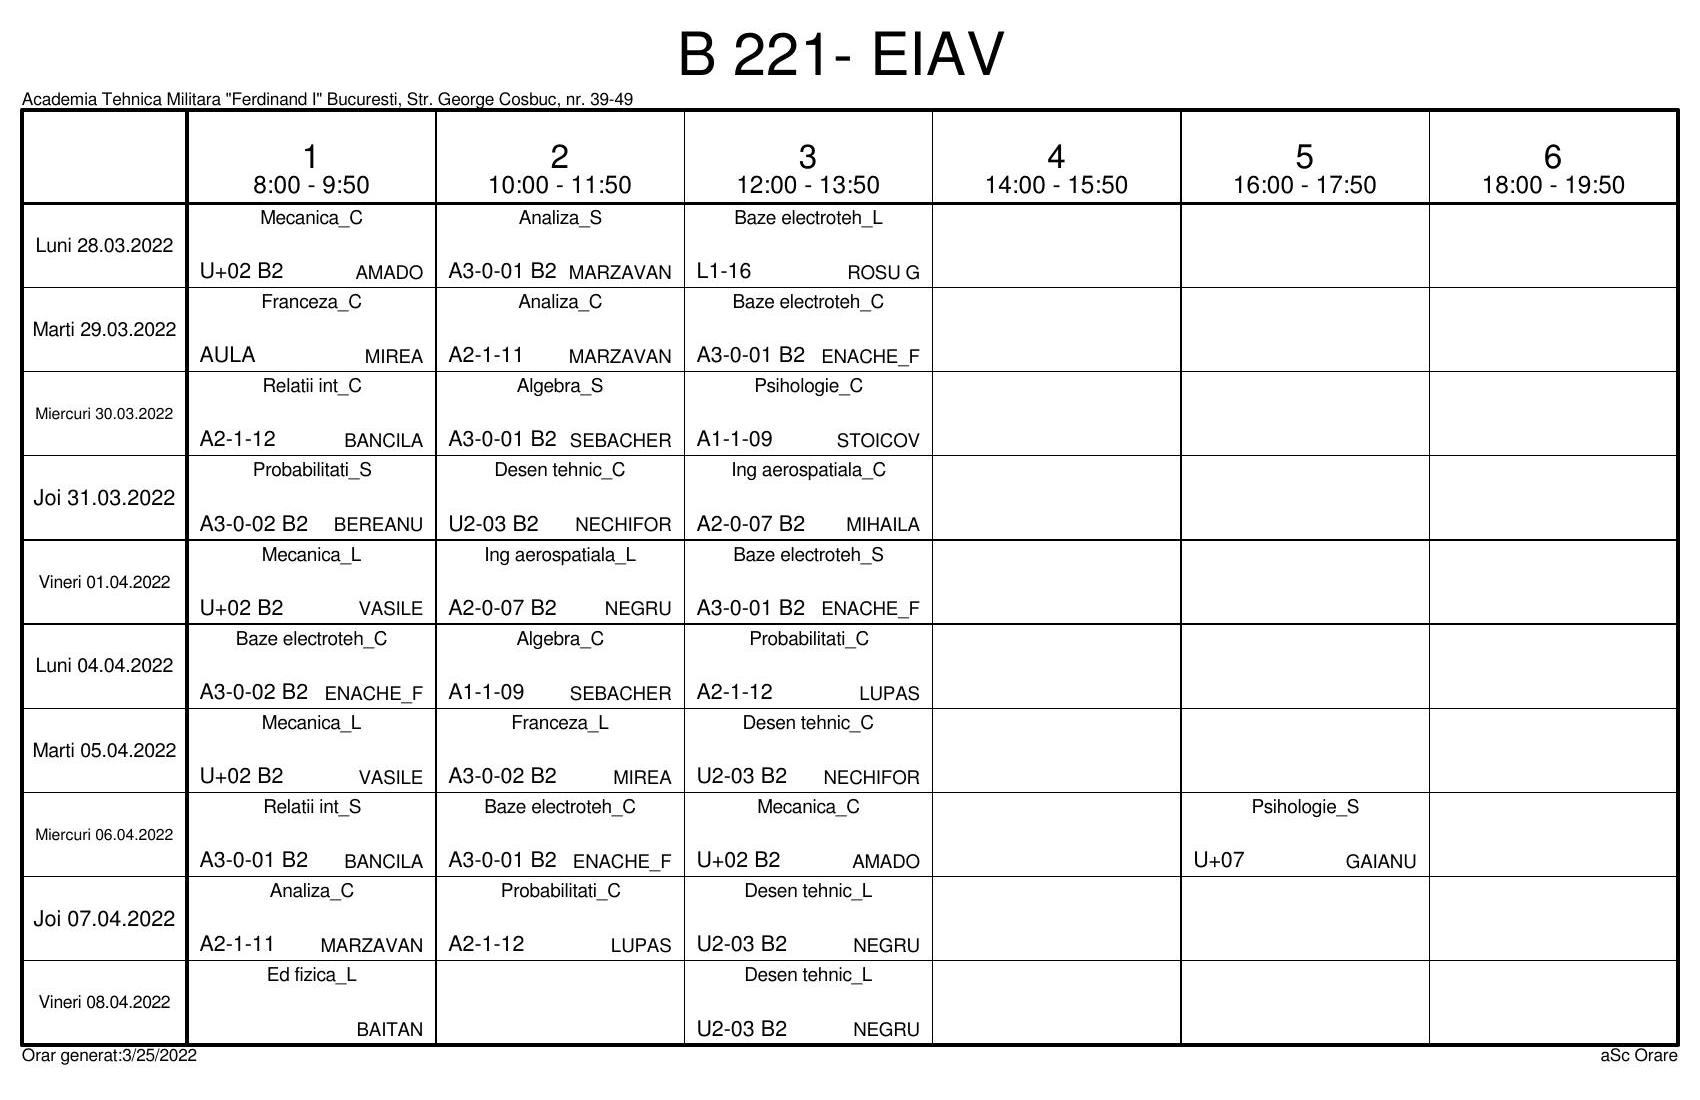 B 221- EIAV
Academia Tehnica Militara "Ferdinand I" Bucuresti, Str. George Cosbuc, nr. 39-49
1 2 3 4 5 6
8:00 - 9:50 10:00 - 11:50 12:00 - 13:50 14:00 - 15:50 16:00 - 17:50 18:00 - 19:50
Mecanica_C Analiza_S Baze electroteh_L
Luni 28.03.2022
U+02 B2 AMADO A3-0-01 B2 MARZAVAN L1-16 ROSU G
Franceza_C Analiza_C Baze electroteh_C
Marti 29.03.2022
AULA MIREA A2-1-11 MARZAVAN A3-0-01 B2 ENACHE_F
Relatii int_C Algebra_S Psihologie_C
Miercuri 30.03.2022
A2-1-12 BANCILA A3-0-01 B2 SEBACHER A1-1-09 STOICOV
Probabilitati_S Desen tehnic_C Ing aerospatiala_C
Joi 31.03.2022
A3-0-02 B2 BEREANU U2-03 B2 NECHIFOR A2-0-07 B2 MIHAILA
Mecanica_L Ing aerospatiala_L Baze electroteh_S
Vineri 01.04.2022
U+02 B2 VASILE A2-0-07 B2 NEGRU A3-0-01 B2 ENACHE_F
Baze electroteh_C Algebra_C Probabilitati_C
Luni 04.04.2022
A3-0-02 B2 ENACHE_F A1-1-09 SEBACHER A2-1-12 LUPAS
Mecanica_L Franceza_L Desen tehnic_C
Marti 05.04.2022
U+02 B2 VASILE A3-0-02 B2 MIREA U2-03 B2 NECHIFOR
Relatii int_S Baze electroteh_C Mecanica_C Psihologie_S
Miercuri 06.04.2022
A3-0-01 B2 BANCILA A3-0-01 B2 ENACHE_F U+02 B2 AMADO U+07 GAIANU
Analiza_C Probabilitati_C Desen tehnic_L
Joi 07.04.2022
A2-1-11 MARZAVAN A2-1-12 LUPAS U2-03 B2 NEGRU
Ed fizica_L Desen tehnic_L
Vineri 08.04.2022
BAITAN U2-03 B2 NEGRU
Orar generat:3/25/2022 aSc Orare